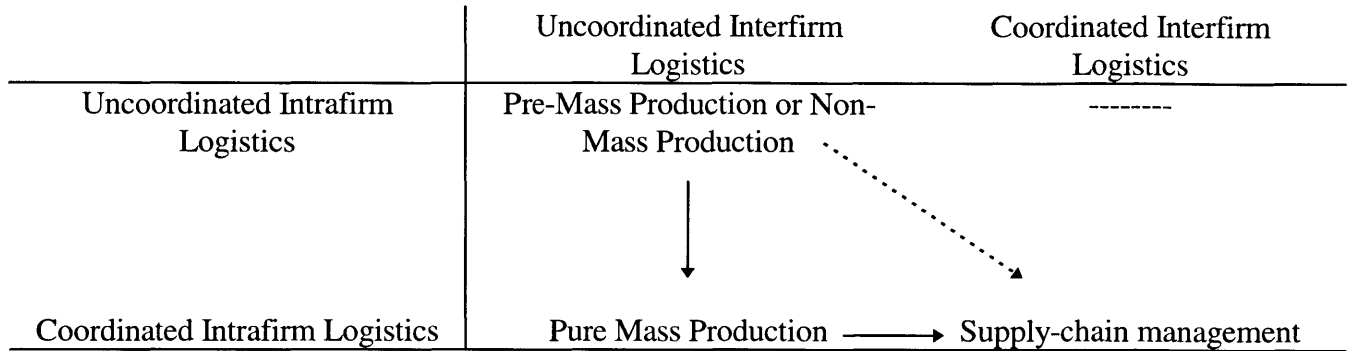 Uncoordinated Interfirm Logistics
Coordinated Interfirm Logistics
Uncoordinated Intrafirm Logistics
Pre-Mass Production or Non-
Mass Production
--------
Coordinated Intrafirm Logistics
Pure Mass Production
Supply-chain management